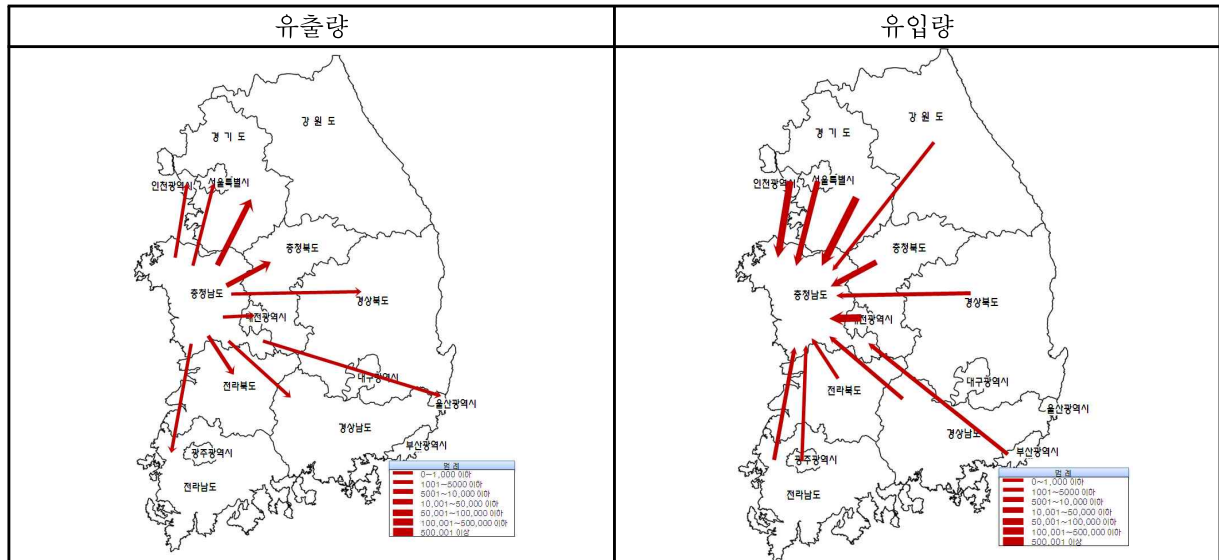 유출량
유입량
강 원 도
경 기 도
인천광역시
서울특별시
충청북도
충청남도
경상북도
대전광역시
전라북도
대구광역시
울산광역시
경상남도
부산광역시
광주광역시
전라남도
범 례
0~1,000 이하
1001~5000 이하
5001~10,000 이하
10,001~50,000 이하
50,001~100,000 이하
100,001~500,000 이하
500,001 이상
강 원 도
경 기 도
인천광역시
서울특별시
충청북도
충청남도
경상북도
대전광역시
전라북도
대구광역시
울산광역시
경상남도
부산광역시
광주광역시
전라남도
범 례
0~1,000 이하
1001~5000 이하
5001~10,000 이하
10,001~50,000 이하
50,001~100,000 이하
100,001~500,000 이하
500,001 이상